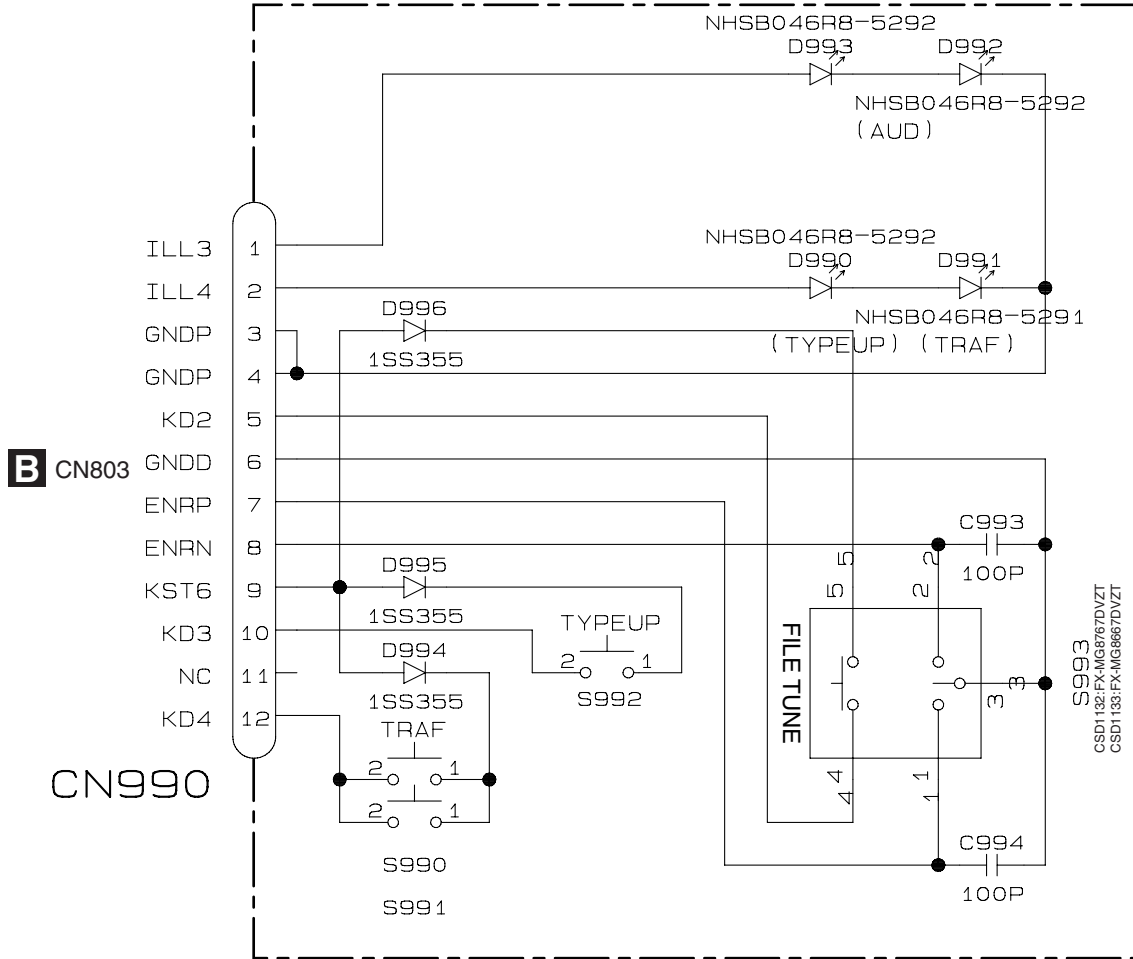 NHSB046R8-5292
D993
D992
NHSB046R8-5292
(AUD)
ILL3 1
NHSB046R8-5292
D990
D991
ILL4 2
D996
NHSB046R8-5291
GNDP 3
1SS355
(TYPEUP) (TRAF)
GNDP 4
KD2 5
B CN803
GNDD 6
ENRP 7
C993
ENRN 8
100P
D995
5 5
2 2
KST6 9
1SS355
TYPEUP
KD3 10
D994
2 1
S992
FILE TUNE
3 3
S993
CSD1132:FX-MG8767DVZT
CSD1133:FX-MG8667DVZT
NC 11
1SS355
KD4 12
TRAF
2 1
2 1
4 4
1 1
CN990
S990
S991
C994
100P